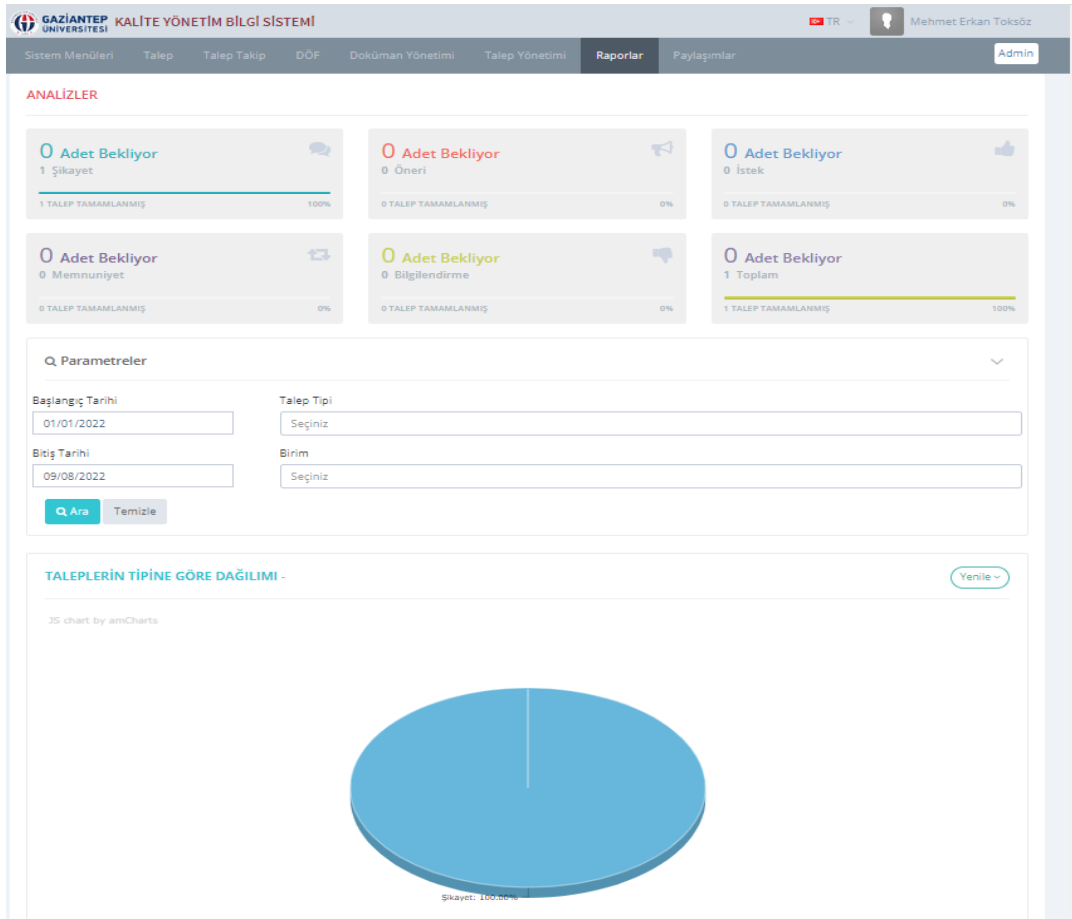 GAZİANTEP
ÜNİVERSİTESİ
KALİTE YÖNETİM BİLGİ SİSTEMİ
TR
Mehmet Erkan Toksöz
Sistem Menüleri Talep Talep Takip DÖF Doküman Yönetimi Talep Yönetimi Raporlar Paylaşımlar Admin
ANALİZLER
0 Adet Bekliyor
1 Şikayet
1 TALEP TAMAMLANMIŞ 100%
0 Adet Bekliyor
0 Öneri
0 TALEP TAMAMLANMIŞ 0%
0 Adet Bekliyor
0 İstek
0 TALEP TAMAMLANMIŞ 0%
0 Adet Bekliyor
0 Memnuniyet
0 TALEP TAMAMLANMIŞ 0%
0 Adet Bekliyor
0 Bilgilendirme
0 TALEP TAMAMLANMIŞ 0%
0 Adet Bekliyor
1 Toplam
1 TALEP TAMAMLANMIŞ 100%
Parametreler
Başlangıç Tarihi Talep Tipi
01/01/2022 Seçiniz
Bitiş Tarihi Birim
09/08/2022 Seçiniz
Ara Temizle
TALEPLERİN TİPİNE GÖRE DAĞILIMI - Yenile
JS chart by amCharts
Şikayet: 100.00%